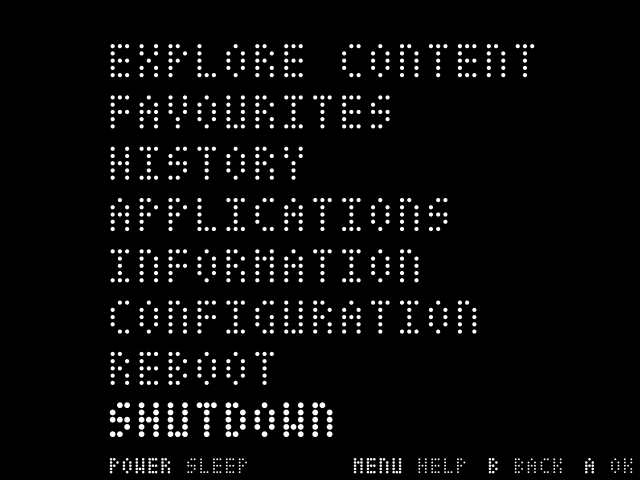 EXPLORE CONTENT
FAVOURITES
HISTORY
APPLICATIONS
INFORMATION
CONFIGURATION
REBOOT
SHUTDOWN
POWER SLEEP MENU HELP B BACK A OK